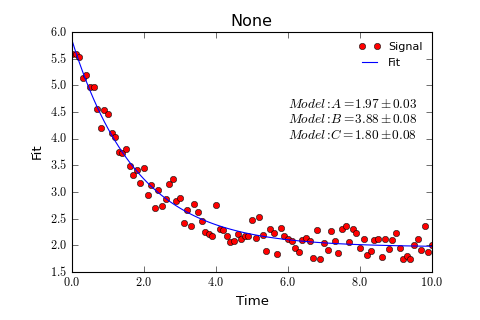 None
6.0
5.5
5.0
4.5
4.0
3.5
3.0
2.5
2.0
1.5
Fit
Signal
Fit
Model : A = 1.97 ± 0.03
Model : B = 3.88 ± 0.08
Model : C = 1.80 ± 0.08
0.0 2.0 4.0 6.0 8.0 10.0
Time